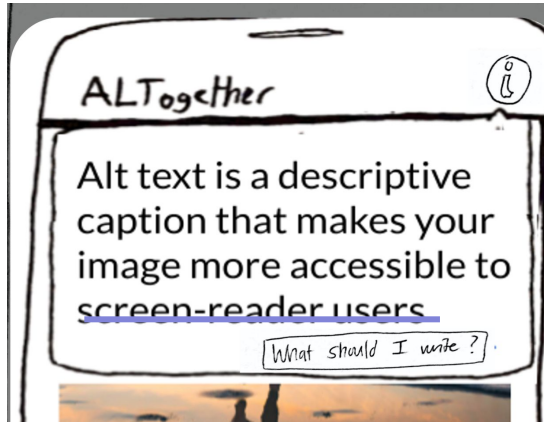 ALTogether
i
Alt text is a descriptive
caption that makes your
image more accessible to
screen-reader users
What should I write?